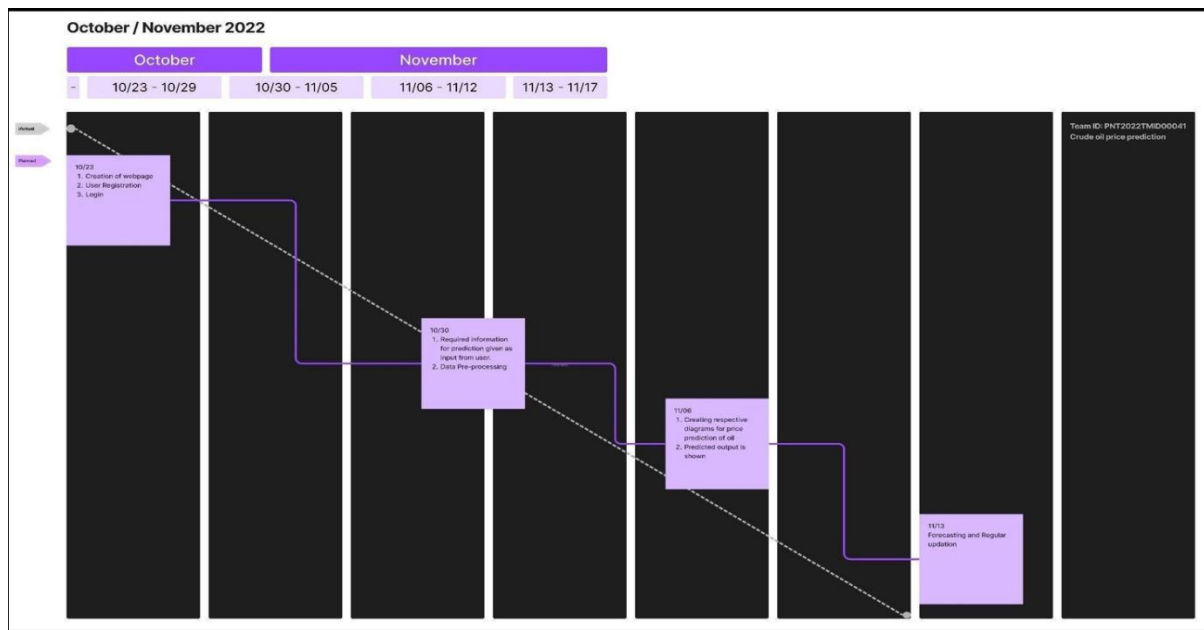 October / November 2022
October
November
-
10/23 - 10/29
10/30 - 11/05
11/06 - 11/12
11/13 - 11/17
Team ID: PNT2022TMID00041
Crude oil price prediction
Planned
10/23
1. Creation of webpage
2. User Registration
3. Login
10/30
1. Required information
for prediction given as
input from user.
2. Data Pre-processing
11/06
1. Creating respective
diagrams for price
prediction of oil
2. Predicted output is
shown
11/13
Forecasting and Regular
updation